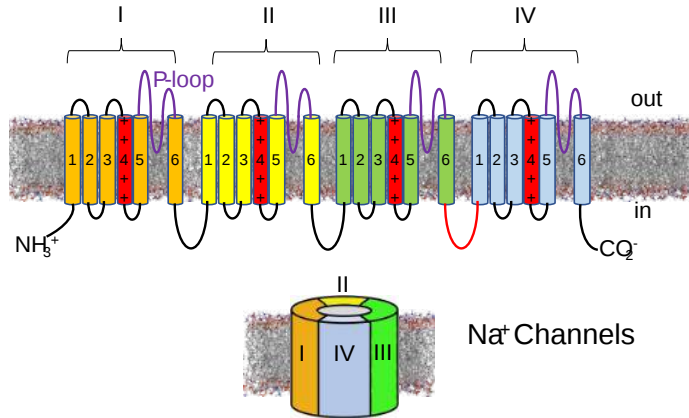 I II III IV
P-loop
out
+ + + +
+ + + +
+ + + +
+ + + +
1 2 3 4 5 6 1 2 3 4 5 6 1 2 3 4 5 6 1 2 3 4 5 6
in
NH3+ CO2-
II
I IV III
Na+ Channels